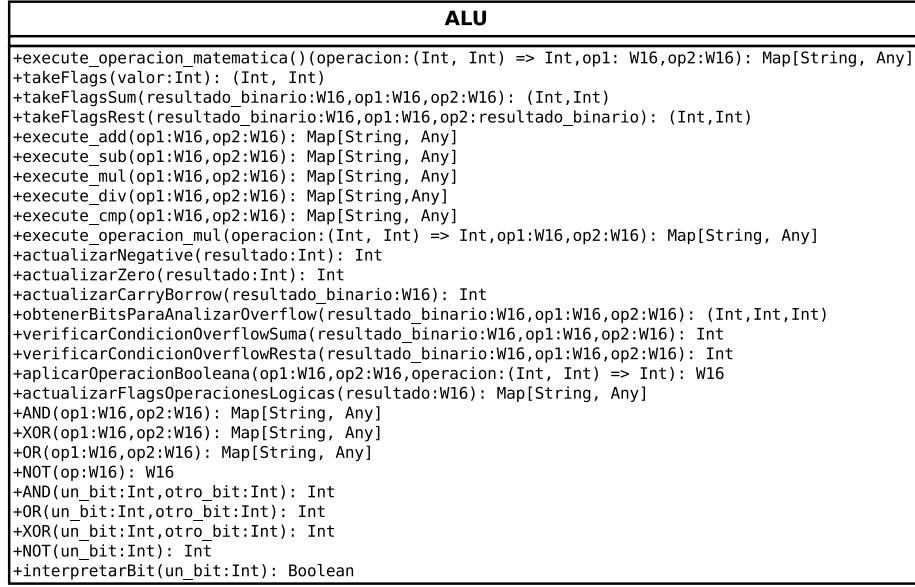 ALU
+execute_operacion_matematica()(operacion:(Int, Int) => Int,op1: W16,op2:W16): Map[String, Any]
+takeFlags(valor:Int): (Int, Int)
+takeFlagsSum(resultado_binario:W16,op1:W16,op2:W16): (Int,Int)
+takeFlagsRest(resultado_binario:W16,op1:W16,op2:resultado_binario): (Int,Int)
+execute_add(op1:W16,op2:W16): Map[String, Any]
+execute_sub(op1:W16,op2:W16): Map[String, Any]
+execute_mul(op1:W16,op2:W16): Map[String, Any]
+execute_div(op1:W16,op2:W16): Map[String,Any]
+execute_cmp(op1:W16,op2:W16): Map[String, Any]
+execute_operacion_mul(operacion:(Int, Int) => Int,op1:W16,op2:W16): Map[String, Any]
+actualizarNegative(resultado:Int): Int
+actualizarZero(resultado:Int): Int
+actualizarCarryBorrow(resultado_binario:W16): Int
+obtenerBitsParaAnalizarOverflow(resultado_binario:W16,op1:W16,op2:W16): (Int,Int,Int)
+verificarCondicionOverflowSuma(resultado_binario:W16,op1:W16,op2:W16): Int
+verificarCondicionOverflowResta(resultado_binario:W16,op1:W16,op2:W16): Int
+aplicarOperacionBooleana(op1:W16,op2:W16,operacion:(Int, Int) => Int): W16
+actualizarFlagsOperacionesLogicas(resultado:W16): Map[String, Any]
+AND(op1:W16,op2:W16): Map[String, Any]
+XOR(op1:W16,op2:W16): Map[String, Any]
+OR(op1:W16,op2:W16): Map[String, Any]
+NOT(op:W16): W16
+AND(un_bit:Int,otro_bit:Int): Int
+OR(un_bit:Int,otro_bit:Int): Int
+XOR(un_bit:Int,otro_bit:Int): Int
+NOT(un_bit:Int): Int
+interpretarBit(un_bit:Int): Boolean